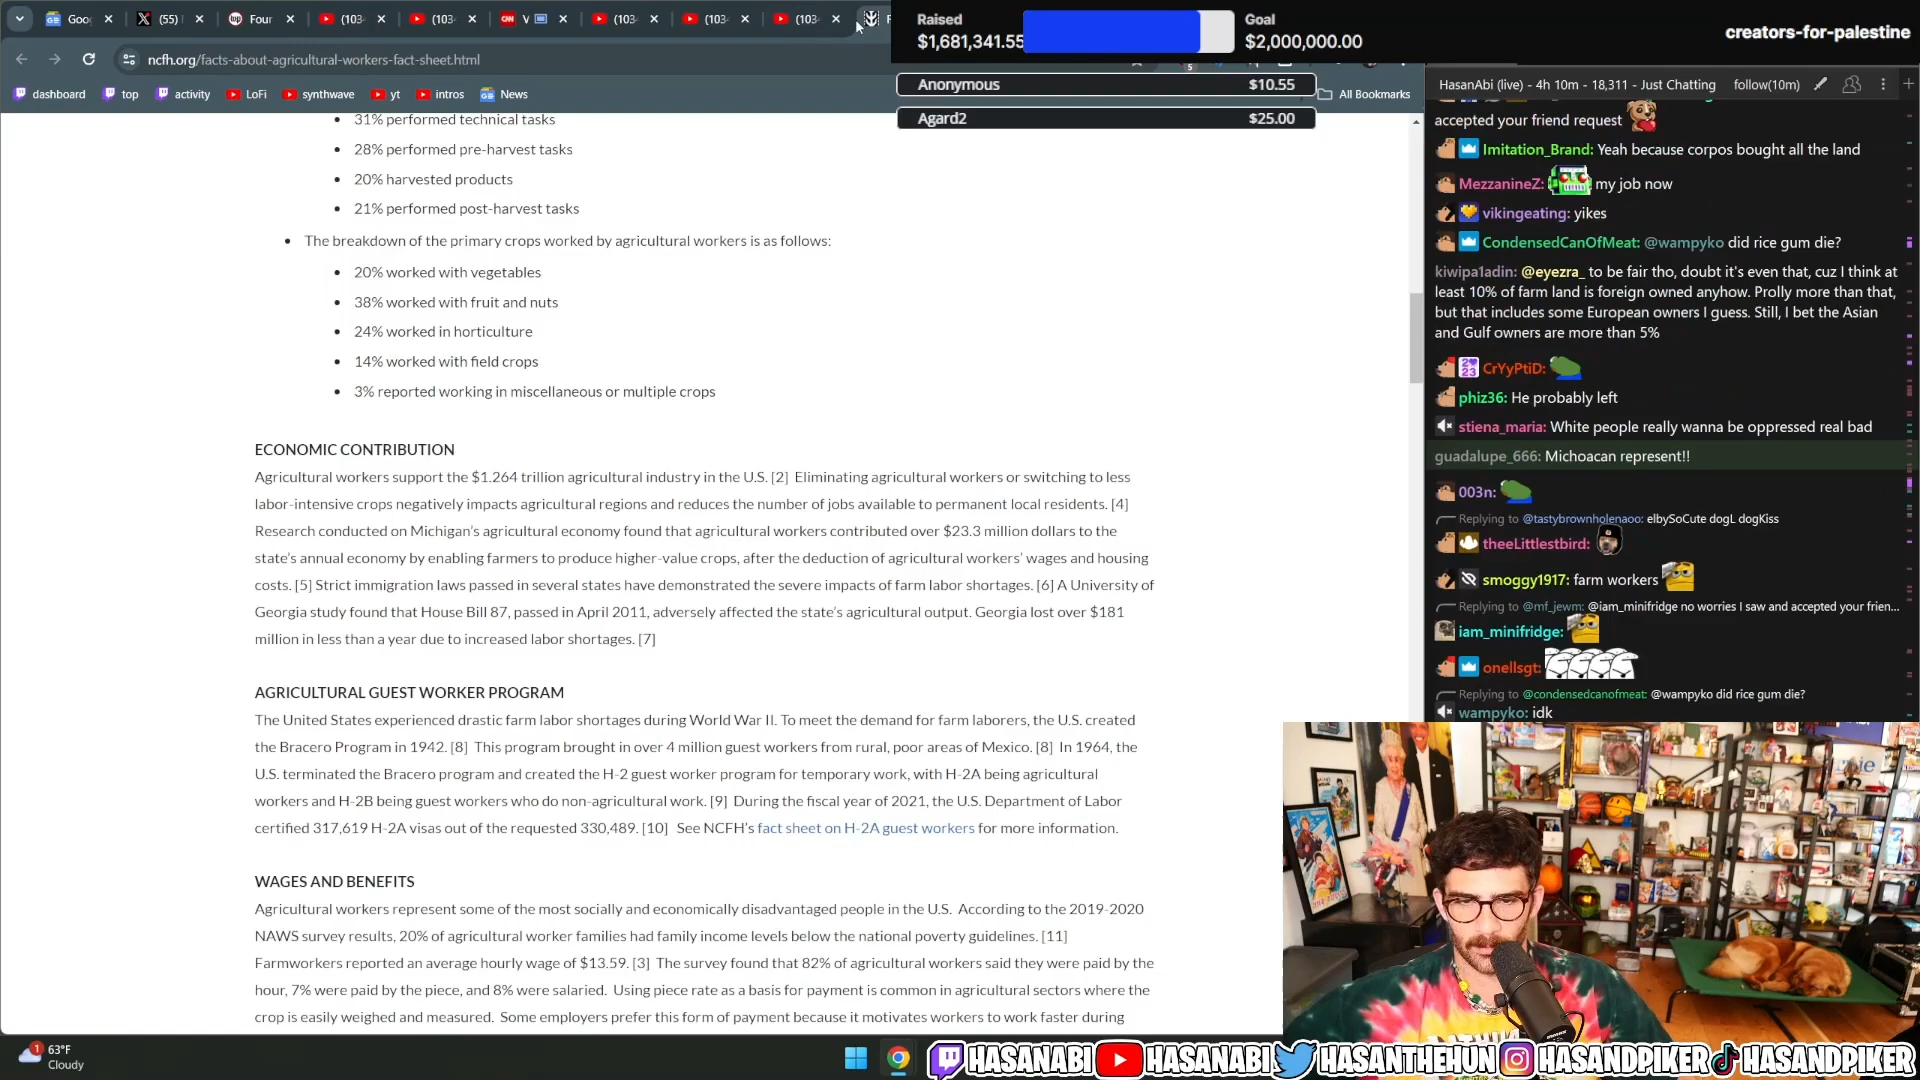 Goo
(55)
Four
(103
(103
CNN V
(103
(103
(103
F
ncfh.org/facts-about-agricultural-workers-fact-sheet.html
dashboard
top
activity
LoFi
synthwave
yt
intros
News
All Bookmarks
Raised
$1,681,341.55
Goal
$2,000,000.00
creators-for-palestine
Anonymous $10.55
Agard2 $25.00
31% performed technical tasks
28% performed pre-harvest tasks
20% harvested products
21% performed post-harvest tasks
The breakdown of the primary crops worked by agricultural workers is as follows:
20% worked with vegetables
38% worked with fruit and nuts
24% worked in horticulture
14% worked with field crops
3% reported working in miscellaneous or multiple crops
ECONOMIC CONTRIBUTION
Agricultural workers support the $1.264 trillion agricultural industry in the U.S. [2] Eliminating agricultural workers or switching to less
labor-intensive crops negatively impacts agricultural regions and reduces the number of jobs available to permanent local residents. [4]
Research conducted on Michigan's agricultural economy found that agricultural workers contributed over $23.3 million dollars to the
state's annual economy by enabling farmers to produce higher-value crops, after the deduction of agricultural workers' wages and housing
costs. [5] Strict immigration laws passed in several states have demonstrated the severe impacts of farm labor shortages. [6] A University of
Georgia study found that House Bill 87, passed in April 2011, adversely affected the state's agricultural output. Georgia lost over $181
million in less than a year due to increased labor shortages. [7]
AGRICULTURAL GUEST WORKER PROGRAM
The United States experienced drastic farm labor shortages during World War II. To meet the demand for farm laborers, the U.S. created
the Bracero Program in 1942. [8] This program brought in over 4 million guest workers from rural, poor areas of Mexico. [8] In 1964, the
U.S. terminated the Bracero program and created the H-2 guest worker program for temporary work, with H-2A being agricultural
workers and H-2B being guest workers who do non-agricultural work. [9] During the fiscal year of 2021, the U.S. Department of Labor
certified 317,619 H-2A visas out of the requested 330,489. [10] See NCFH's fact sheet on H-2A guest workers for more information.
WAGES AND BENEFITS
Agricultural workers represent some of the most socially and economically disadvantaged people in the U.S. According to the 2019-2020
NAWS survey results, 20% of agricultural worker families had family income levels below the national poverty guidelines. [11]
Farmworkers reported an average hourly wage of $13.59. [3] The survey found that 82% of agricultural workers said they were paid by the
hour, 7% were paid by the piece, and 8% were salaried. Using piece rate as a basis for payment is common in agricultural sectors where the
crop is easily weighed and measured. Some employers prefer this form of payment because it motivates workers to work faster during
HasanAbi (live) - 4h 10m - 18,311 - Just Chatting follow(10m)
accepted your friend request
Imitation_Brand: Yeah because corpos bought all the land
MezzanineZ: my job now
vikingeating: yikes
CondensedCanOfMeat: @wampyko did rice gum die?
kiwipa1adin: @eyezra_ to be fair tho, doubt it's even that, cuz I think at
least 10% of farm land is foreign owned anyhow. Prolly more than that,
but that includes some European owners I guess. Still, I bet the Asian
and Gulf owners are more than 5%
CrYyPtiD:
phiz36: He probably left
stiena_maria: White people really wanna be oppressed real bad
guadalupe_666: Michoacan represent!!
003n:
Replying to @tastybrownholenaoo: elbySoCute dogL dogKiss
theeLittlestbird:
smoggy1917: farm workers
Replying to @mf_jewm: @iam_minifridge no worries I saw and accepted your frien...
iam_minifridge:
onellsgt:
Replying to @condensedcanofmeat: @wampyko did rice gum die?
wampyko: idk
1
63°F
Cloudy
HASANABI
HASANABI
HASANTHEHUN
HASANDPIKER
HASANDPIKER